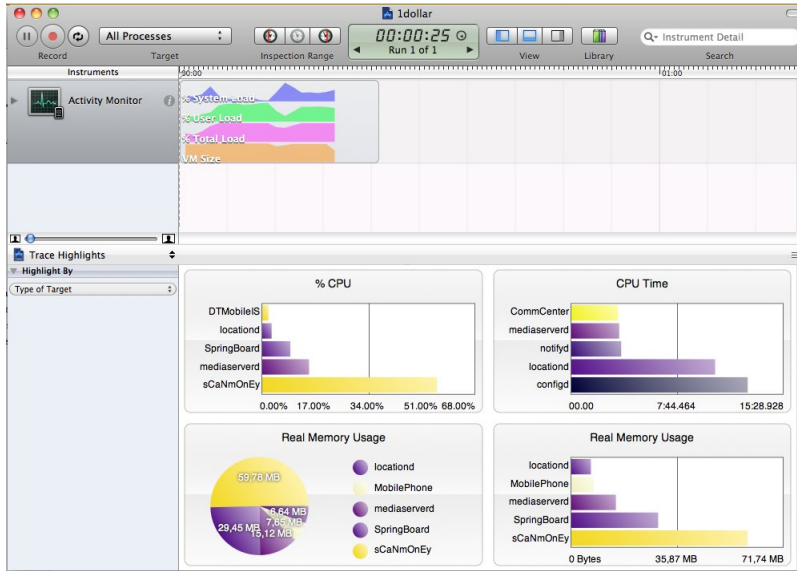 1dollar
All Processes
00:00:25
Run 1 of 1
Instrument Detail
Record
Target
Inspection Range
View
Library
Search
Instruments
00:00
01:00
Activity Monitor
% System Load
% User Load
% Total Load
VM Size
Trace Highlights
Highlight By
Type of Target
% CPU
DTMobileIS
locationd
SpringBoard
mediaserverd
sCaNmOnEy
0.00% 17.00% 34.00% 51.00% 68.00%
CPU Time
CommCenter
mediaserverd
notifyd
locationd
configd
00.00 7:44.464 15:28.928
Real Memory Usage
59,78 MB
6,64 MB
7,65 MB
29,45 MB
15,12 MB
locationd
MobilePhone
mediaserverd
SpringBoard
sCaNmOnEy
Real Memory Usage
locationd
MobilePhone
mediaserverd
SpringBoard
sCaNmOnEy
0 Bytes 35,87 MB 71,74 MB